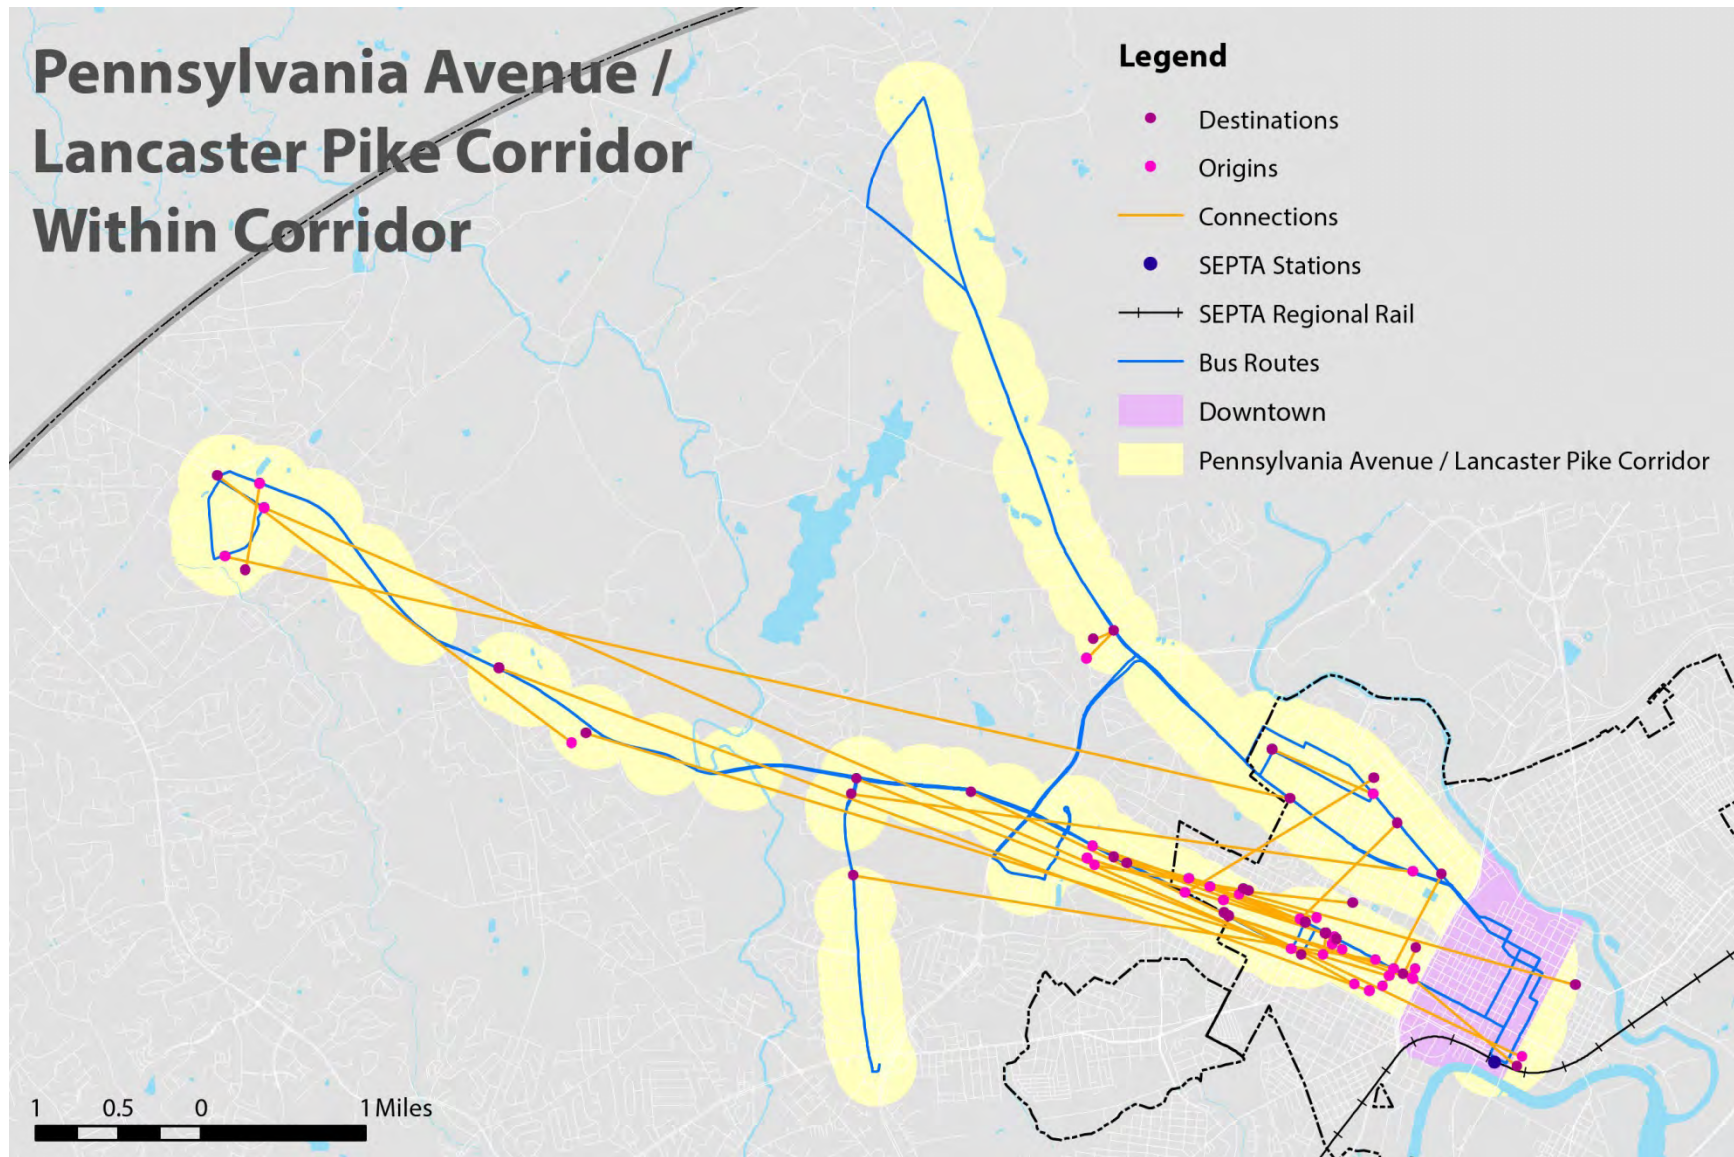 Pennsylvania Avenue /
Lancaster Pike Corridor
Within Corridor
Legend
Destinations
Origins
Connections
SEPTA Stations
SEPTA Regional Rail
Bus Routes
Downtown
Pennsylvania Avenue / Lancaster Pike Corridor
1 0.5 0 1 Miles